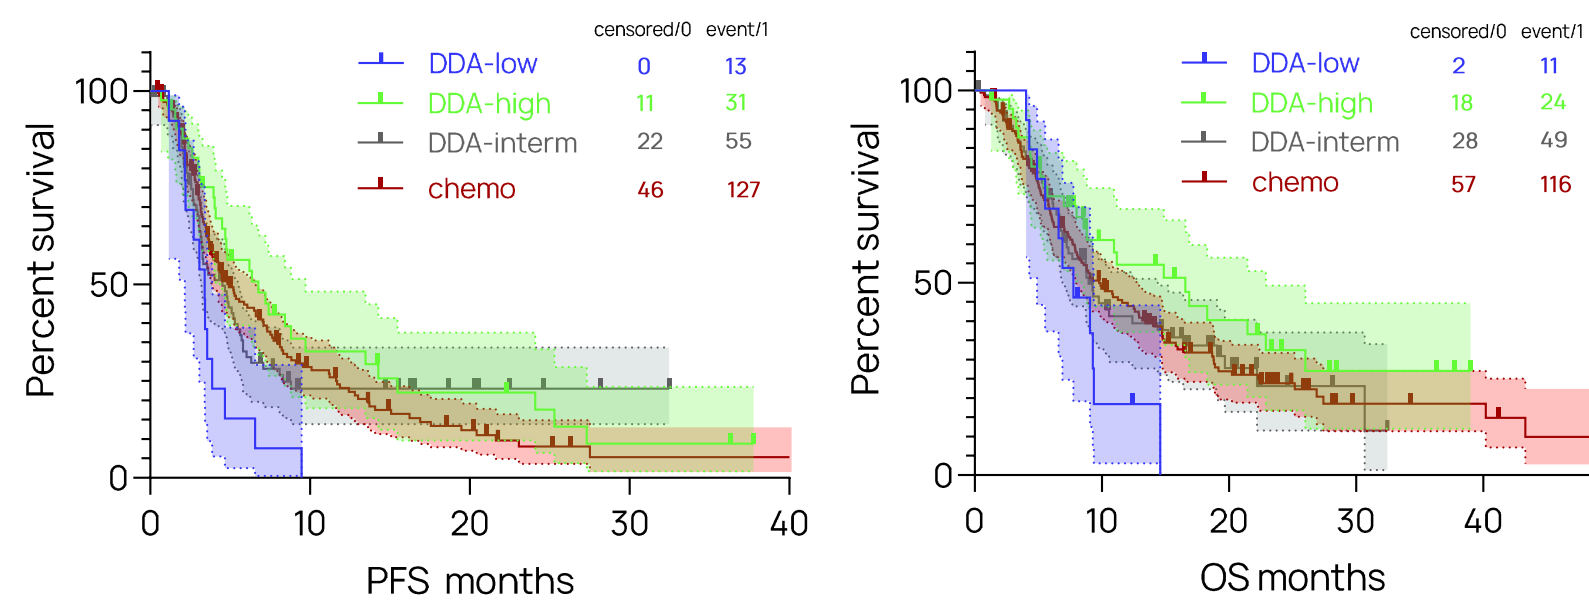 censored/0 event/1
DDA-low 0 13
DDA-high 11 31
DDA-interm 22 55
chemo 46 127
100
50
0
0 10 20 30 40
Percent survival
PFS months
censored/0 event/1
DDA-low 2 11
DDA-high 18 24
DDA-interm 28 49
chemo 57 116
100
50
0
0 10 20 30 40
Percent survival
OS months